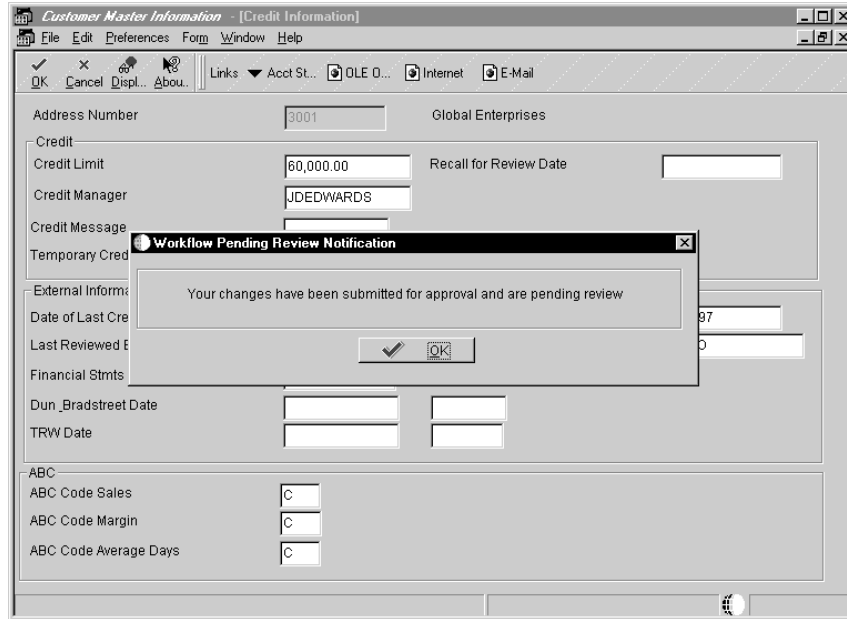 Customer Master Information - [Credit Information]
File Edit Preferences Form Window Help
OK Cancel Displ... Abou.. Links Acct St... OLE O... Internet E-Mail
Address Number 3001 Global Enterprises
Credit
Credit Limit 60,000.00 Recall for Review Date
Credit Manager JDEDWARDS
Credit Message
Temporary Cred
Workflow Pending Review Notification
Your changes have been submitted for approval and are pending review
OK
External Informa
Date of Last Cre 97
Last Reviewed B O
Financial Stmts
Dun_Bradstreet Date
TRW Date
ABC
ABC Code Sales C
ABC Code Margin C
ABC Code Average Days C